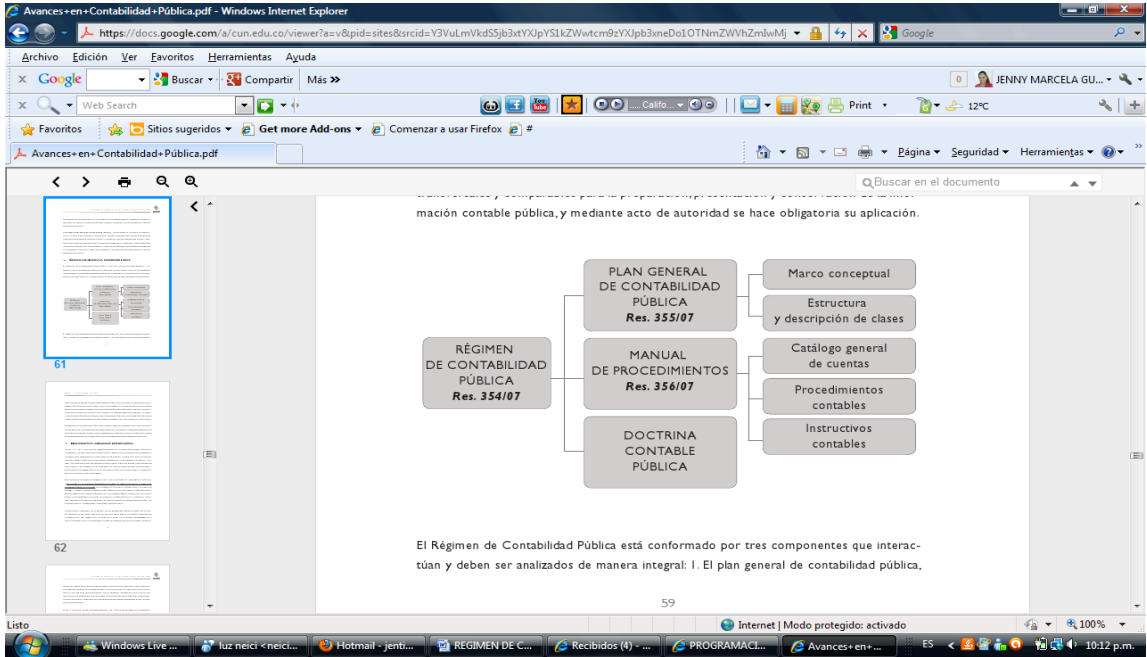 Avances+en+Contabilidad+Pública.pdf - Windows Internet Explorer
https://docs.google.com/a/cun.edu.co/viewer?a=v&pid=sites&srcid=
Google
Archivo Edición Ver Favoritos Herramientas Ayuda
x Google Buscar Compartir Más >> 0 JENNY MARCELA GU...
x Web Search You Tube .... Califo... Print 12°C
Favoritos Sitios sugeridos Get more Add-ons Comenzar a usar Firefox #
Avances+en+Contabilidad+Pública.pdf Página Seguridad Herramientas
Buscar en el documento
mación contable pública, y mediante acto de autoridad se hace obligatoria su aplicación.
RÉGIMEN
DE CONTABILIDAD
PÚBLICA
Res. 354/07
PLAN GENERAL
DE CONTABILIDAD
PÚBLICA
Res. 355/07
Marco conceptual
Estructura
y descripción de clases
MANUAL
DE PROCEDIMIENTOS
Res. 356/07
Catálogo general
de cuentas
Procedimientos
contables
Instructivos
contables
DOCTRINA
CONTABLE
PÚBLICA
El Régimen de Contabilidad Pública está conformado por tres componentes que interac-
túan y deben ser analizados de manera integral: 1. El plan general de contabilidad pública,
59
61
62
Listo Internet | Modo protegido: activado 100%
Windows Live ... luz neici <neici... Hotmail - jenti... REGIMEN DE C... Recibidos (4) - ... PROGRAMACI... Avances+en+... ES 10:12 p.m.